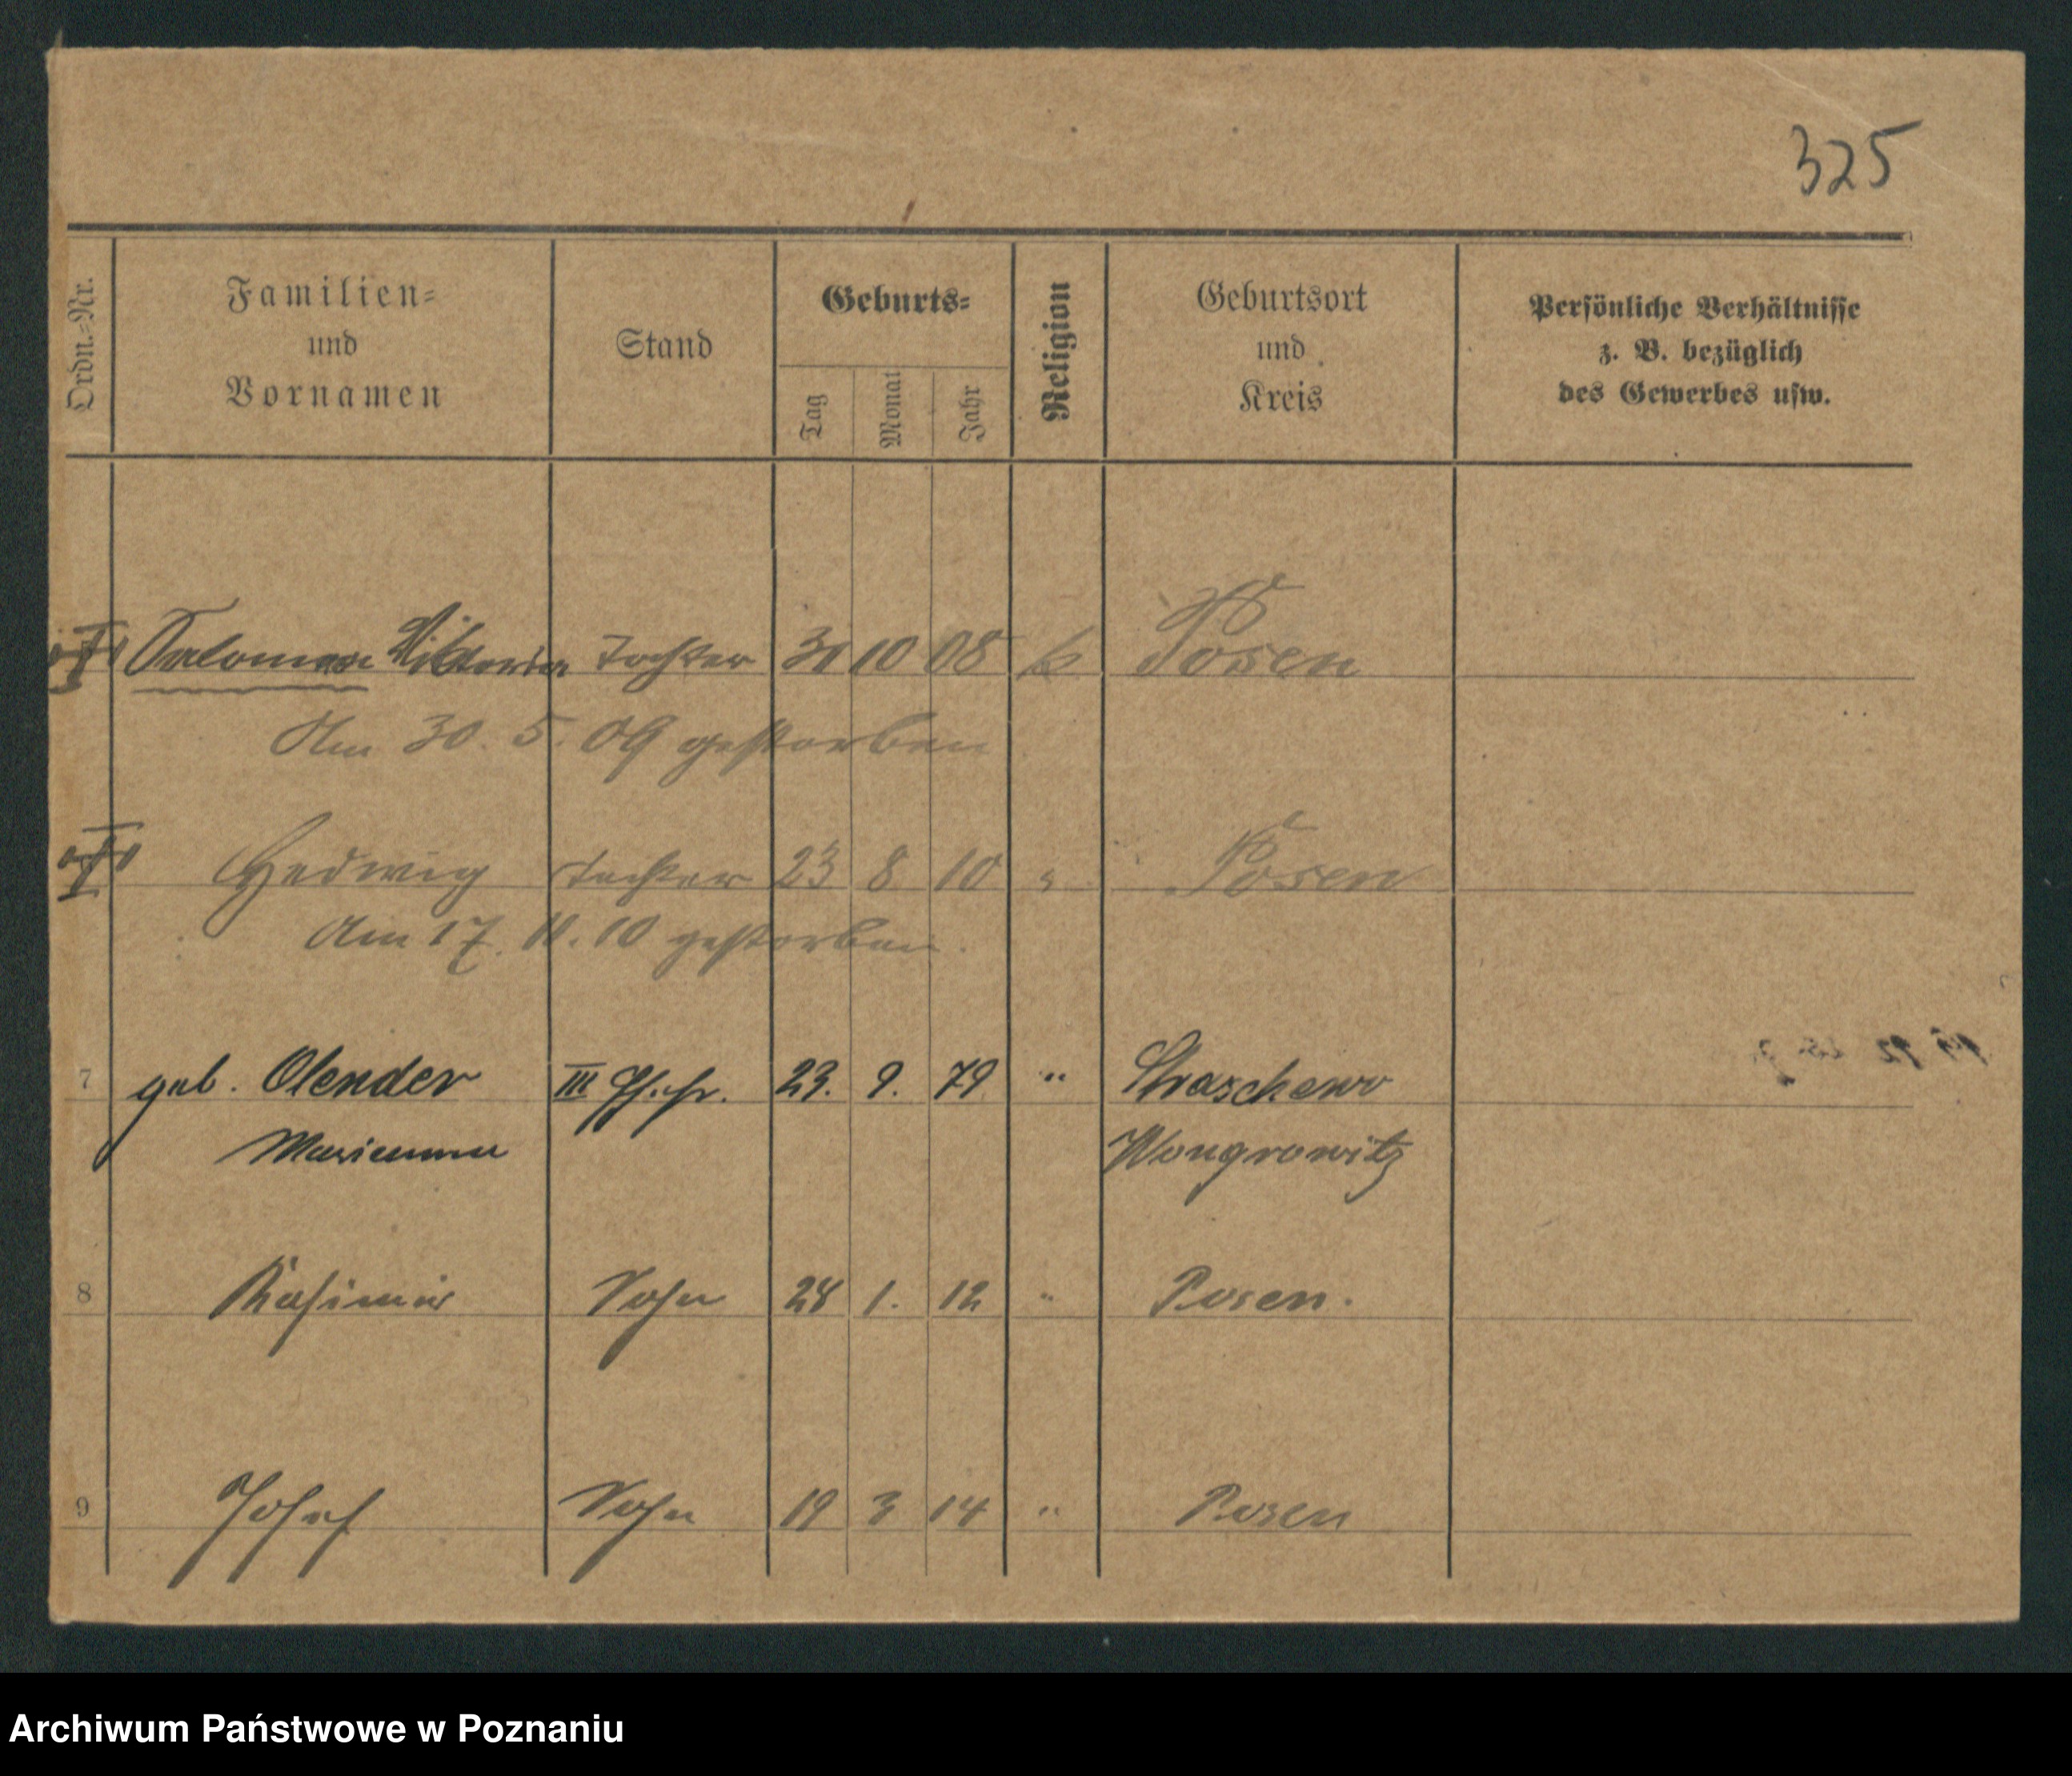 325
Ordn.=Nr. Familien= und Vornamen Stand Geburts= Tag Monat Jahr Religion Geburtsort und Kreis Persönliche Verhältnisse z. B. bezüglich des Gewerbes usw.
Salomea Viktoria Tochter 30 10 08 k Posen
Am 30. 5. 09 gestorben
Hedwig Tochter 23 8 10 " Posen
Am 17. 11. 10 gestorben.
7 geb. Olender III Ehefr. 23. 9. 79 " Straschewo
Marianna Wongrowitz
8 Kasimir Sohn 28 1. 12 " Posen.
9 Josef Sohn 19 3 14 " Posen
Archiwum Państwowe w Poznaniu